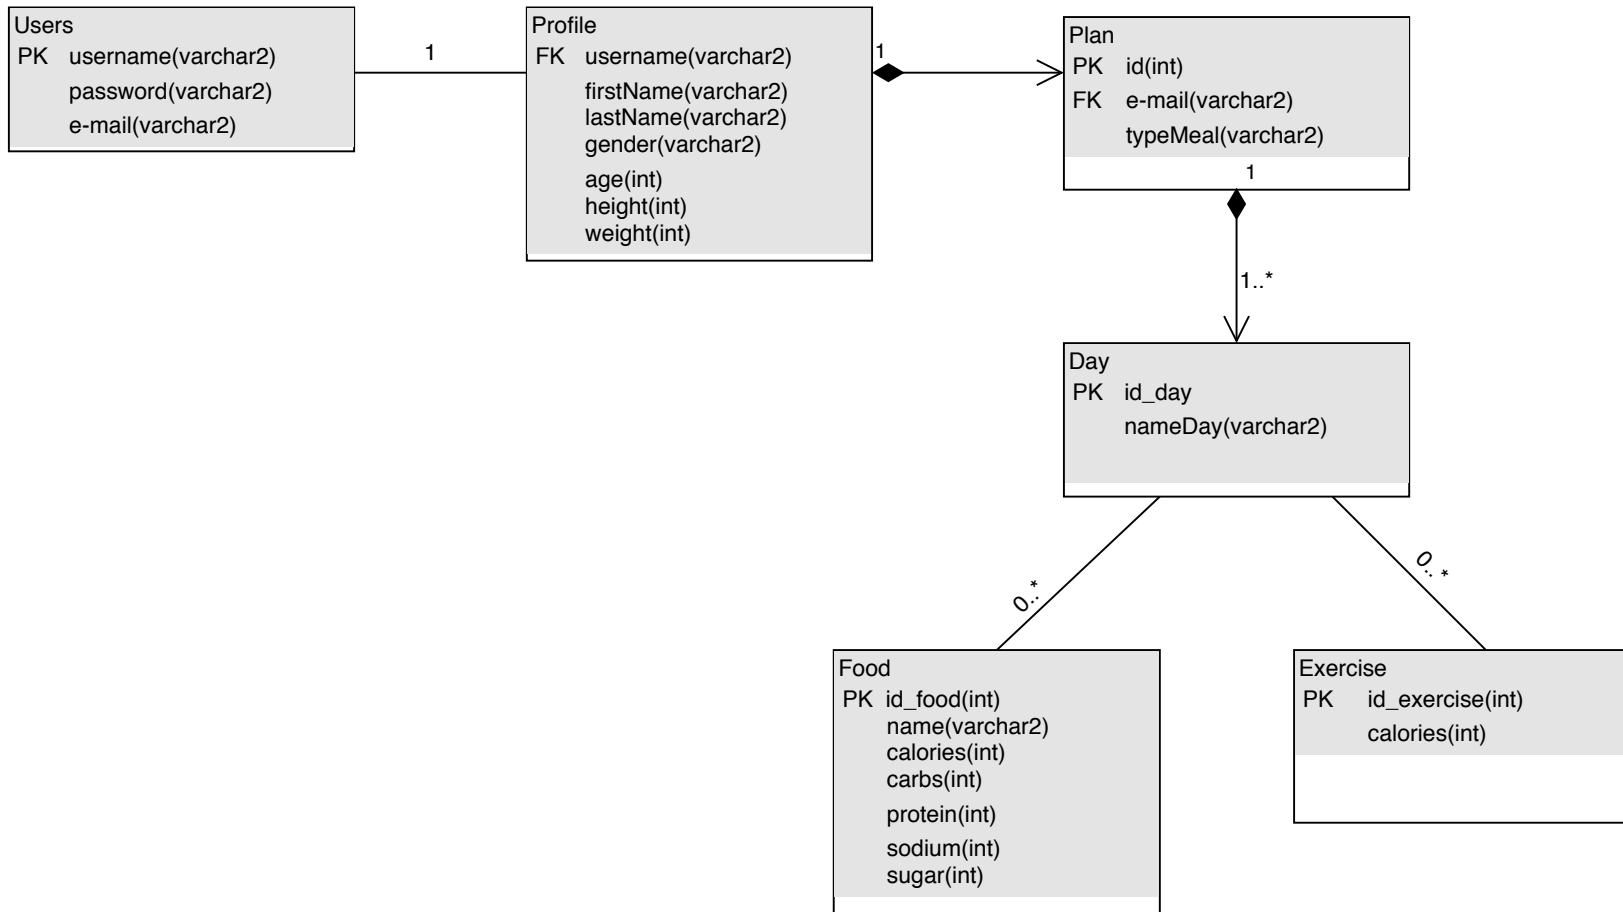 Users
PK username(varchar2)
password(varchar2)
e-mail(varchar2)
1
Profile
FK username(varchar2)
firstName(varchar2)
lastName(varchar2)
gender(varchar2)
age(int)
height(int)
weight(int)
1
Plan
PK id(int)
FK e-mail(varchar2)
typeMeal(varchar2)
1
1..*
Day
PK id_day
nameDay(varchar2)
0..*
0..*
Food
PK id_food(int)
name(varchar2)
calories(int)
carbs(int)
protein(int)
sodium(int)
sugar(int)
Exercise
PK id_exercise(int)
calories(int)